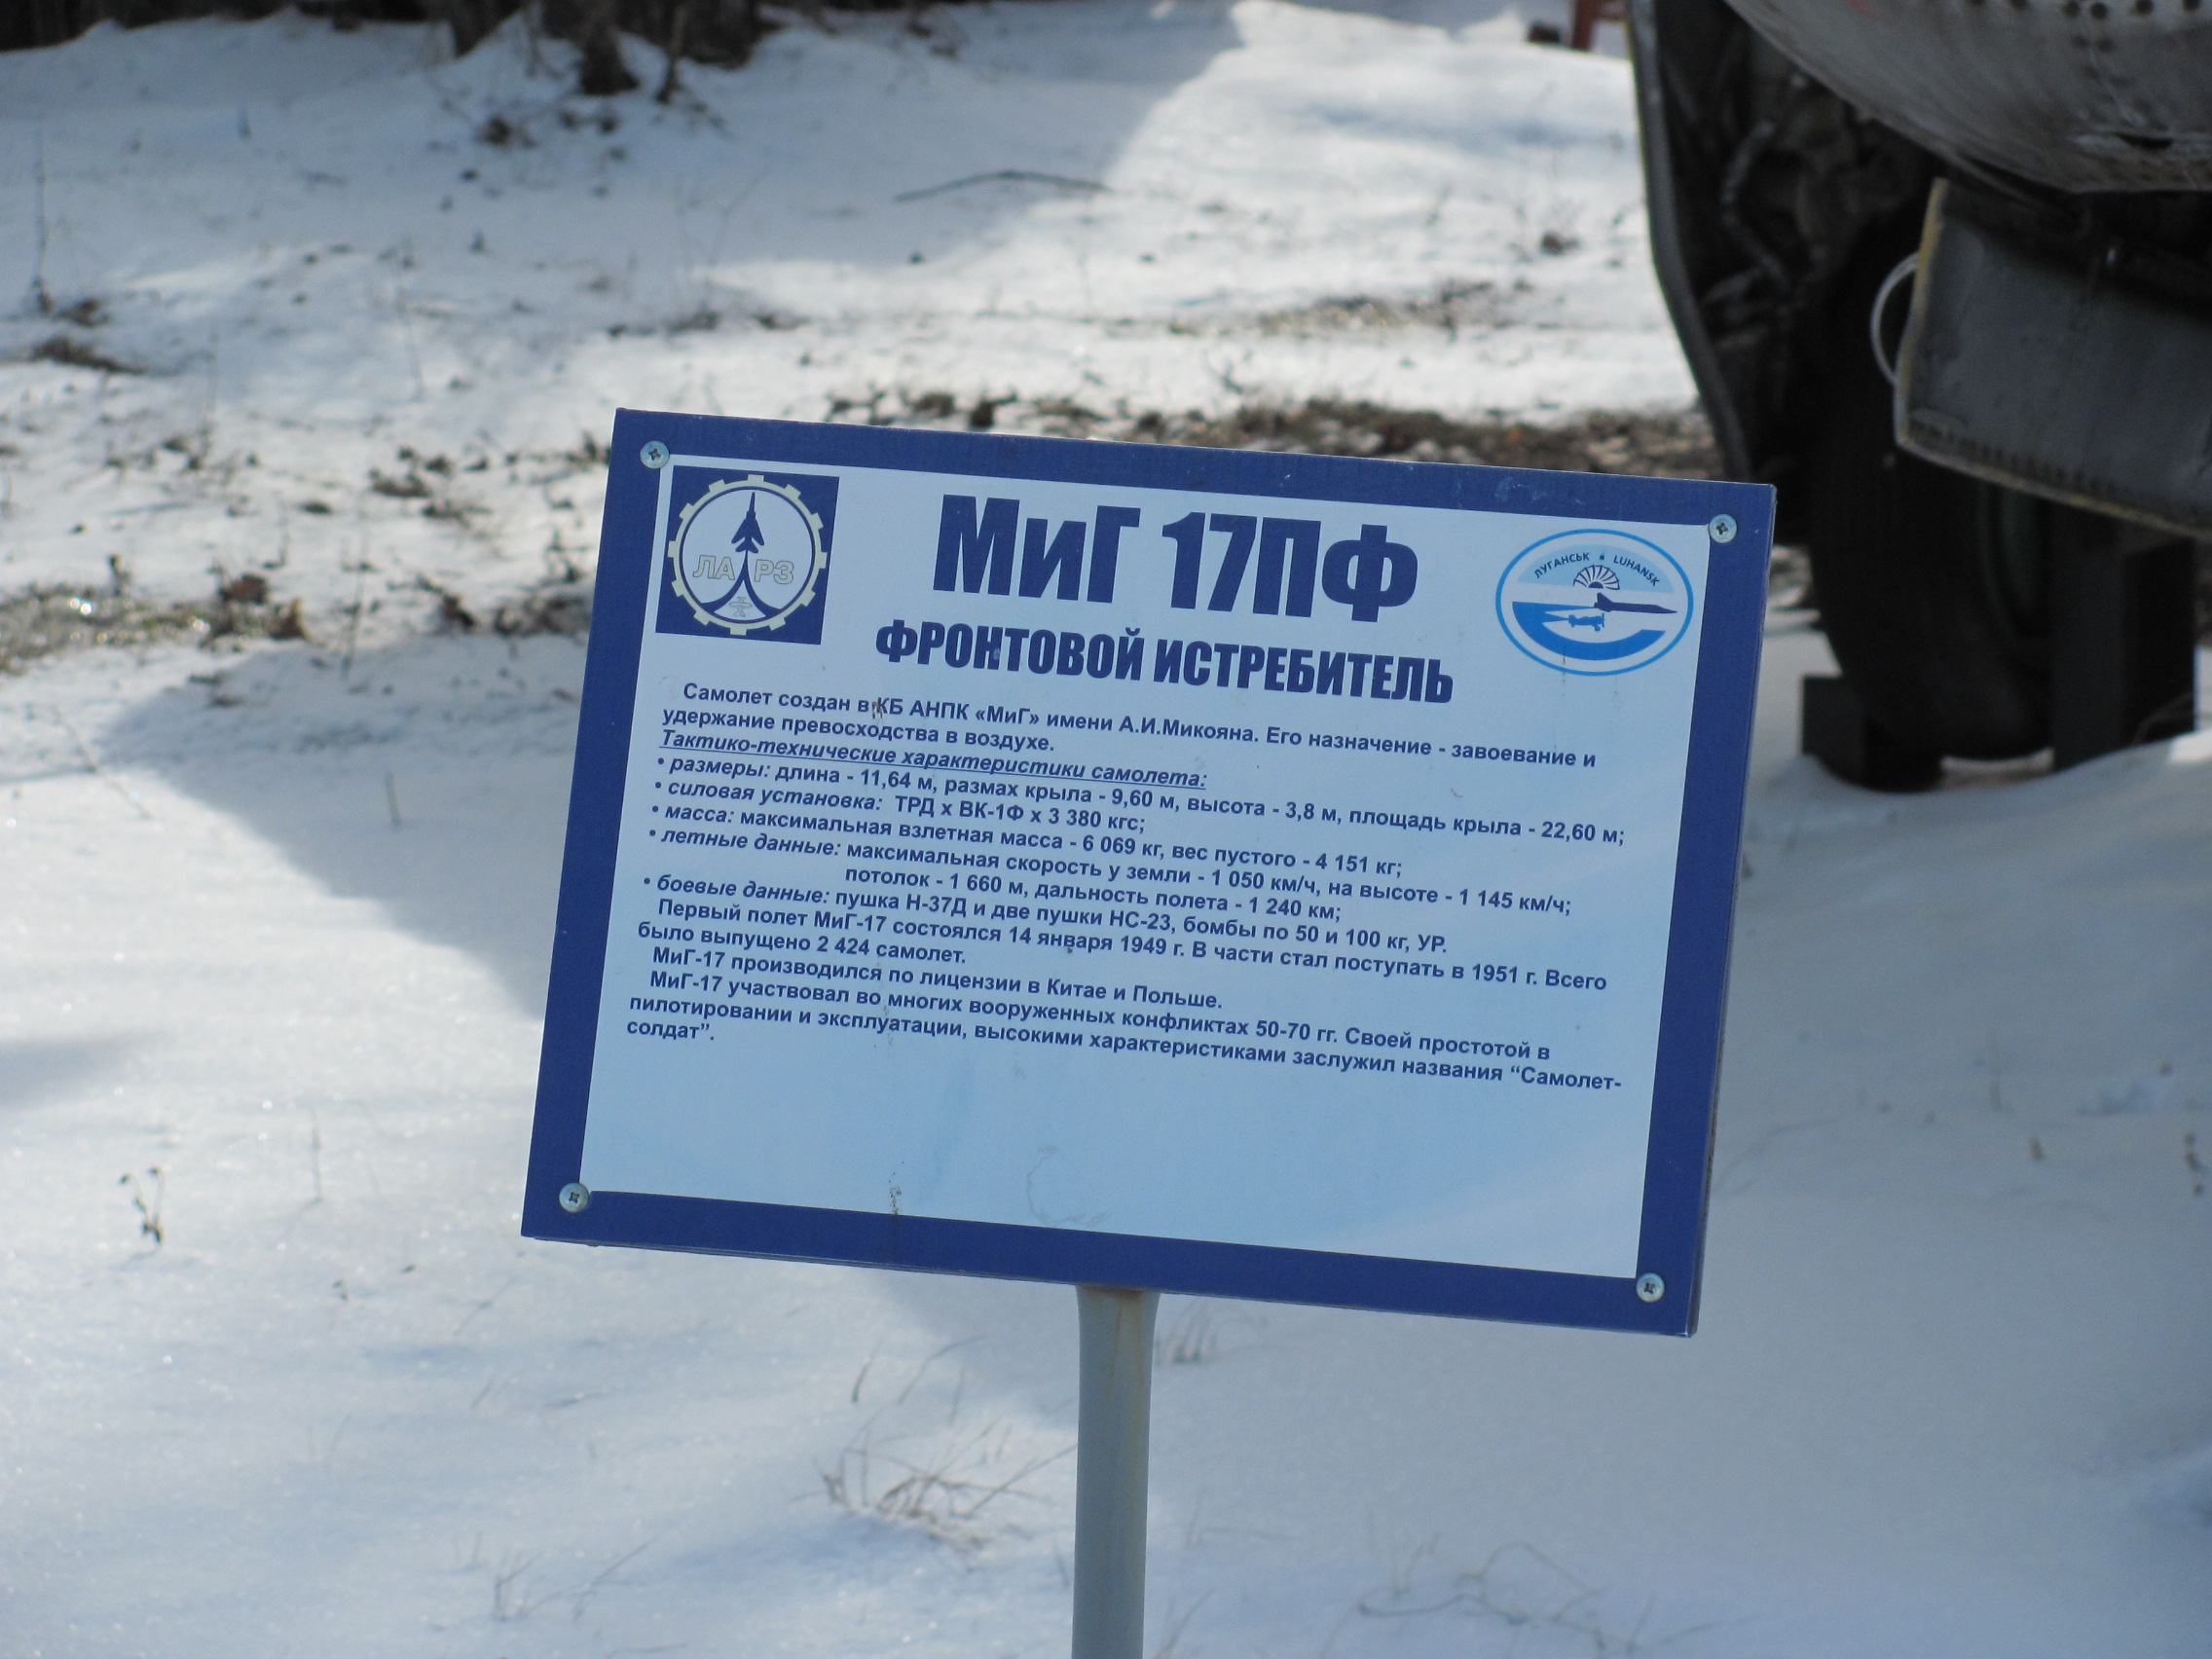 ЛАРЗ
МиГ 17ПФ
ЛУГАНСЬК ★ LUHANSK
ФРОНТОВОЙ ИСТРЕБИТЕЛЬ
Самолет создан в КБ АНПК «МиГ» имени А.И.Микояна. Его назначение - завоевание и
удержание превосходства в воздухе.
Тактико-технические характеристики самолета:
• размеры: длина - 11,64 м, размах крыла - 9,60 м, высота - 3,8 м, площадь крыла - 22,60 м;
• силовая установка: ТРД х ВК-1Ф х 3 380 кгс;
• масса: максимальная взлетная масса - 6 069 кг, вес пустого - 4 151 кг;
• летные данные: максимальная скорость у земли - 1 050 км/ч, на высоте - 1 145 км/ч;
потолок - 1 660 м, дальность полета - 1 240 км;
• боевые данные: пушка Н-37Д и две пушки НС-23, бомбы по 50 и 100 кг, УР.
Первый полет МиГ-17 состоялся 14 января 1949 г. В части стал поступать в 1951 г. Всего
было выпущено 2 424 самолет.
МиГ-17 производился по лицензии в Китае и Польше.
МиГ-17 участвовал во многих вооруженных конфликтах 50-70 гг. Своей простотой в
пилотировании и эксплуатации, высокими характеристиками заслужил названия “Самолет-
солдат”.